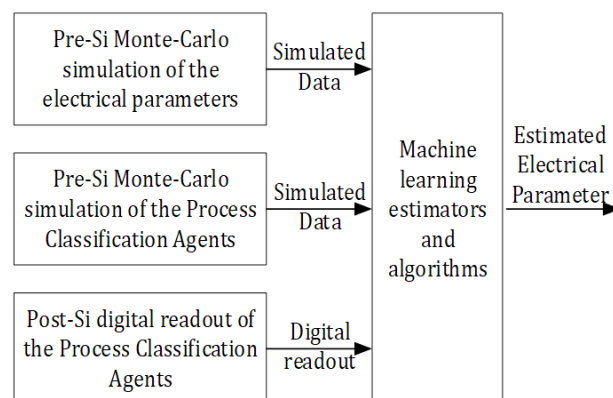 Pre-Si Monte-Carlo
simulation of the
electrical parameters
Simulated
Data
Pre-Si Monte-Carlo
simulation of the Process
Classification Agents
Simulated
Data
Post-Si digital readout of
the Process Classification
Agents
Digital
readout
Machine
learning
estimators
and
algorithms
Estimated
Electrical
Parameter